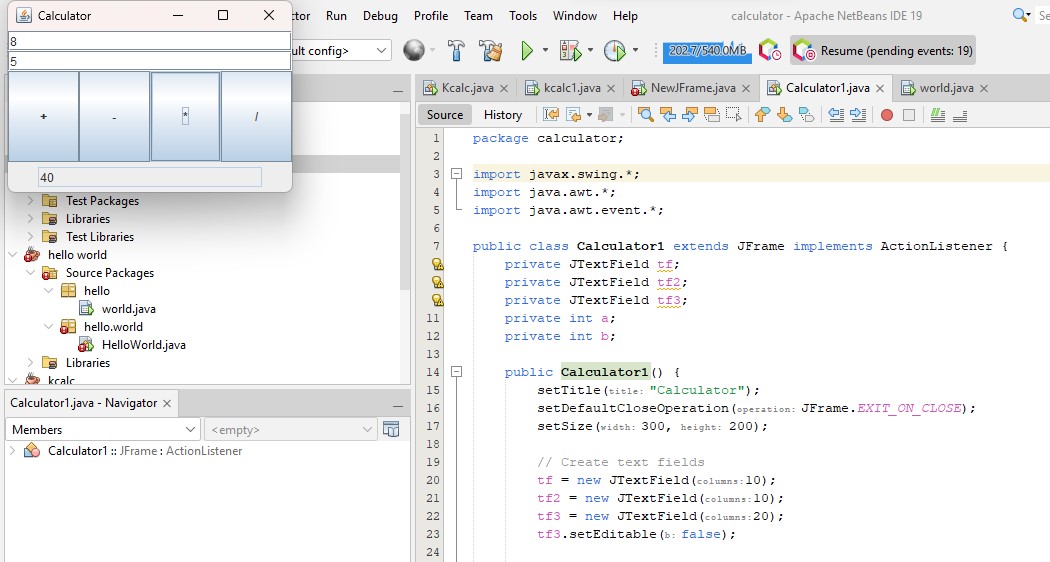 Calculator
ctor Run Debug Profile Team Tools Window Help
calculator - Apache NetBeans IDE 19
Se
8
5
+ - * /
40
ult config>
202.7/540.0MB
Resume (pending events: 19)
Test Packages
Libraries
Test Libraries
hello world
Source Packages
hello
world.java
hello.world
HelloWorld.java
Libraries
kcalc
Calculator1.java - Navigator
Members
<empty>
Calculator1 :: JFrame : ActionListener
Kcalc.java kcalc1.java NewJFrame.java Calculator1.java world.java
Source History
1 package calculator;
2
3 import javax.swing.*;
4 import java.awt.*;
5 import java.awt.event.*;
6
7 public class Calculator1 extends JFrame implements ActionListener {
private JTextField tf;
private JTextField tf2;
private JTextField tf3;
11 private int a;
12 private int b;
13
14 public Calculator1() {
15 setTitle(title: "Calculator");
16 setDefaultCloseOperation(operation: JFrame.EXIT_ON_CLOSE);
17 setSize(width: 300, height: 200);
18
19 // Create text fields
20 tf = new JTextField(columns:10);
21 tf2 = new JTextField(columns:10);
22 tf3 = new JTextField(columns:20);
23 tf3.setEditable(b: false);
24